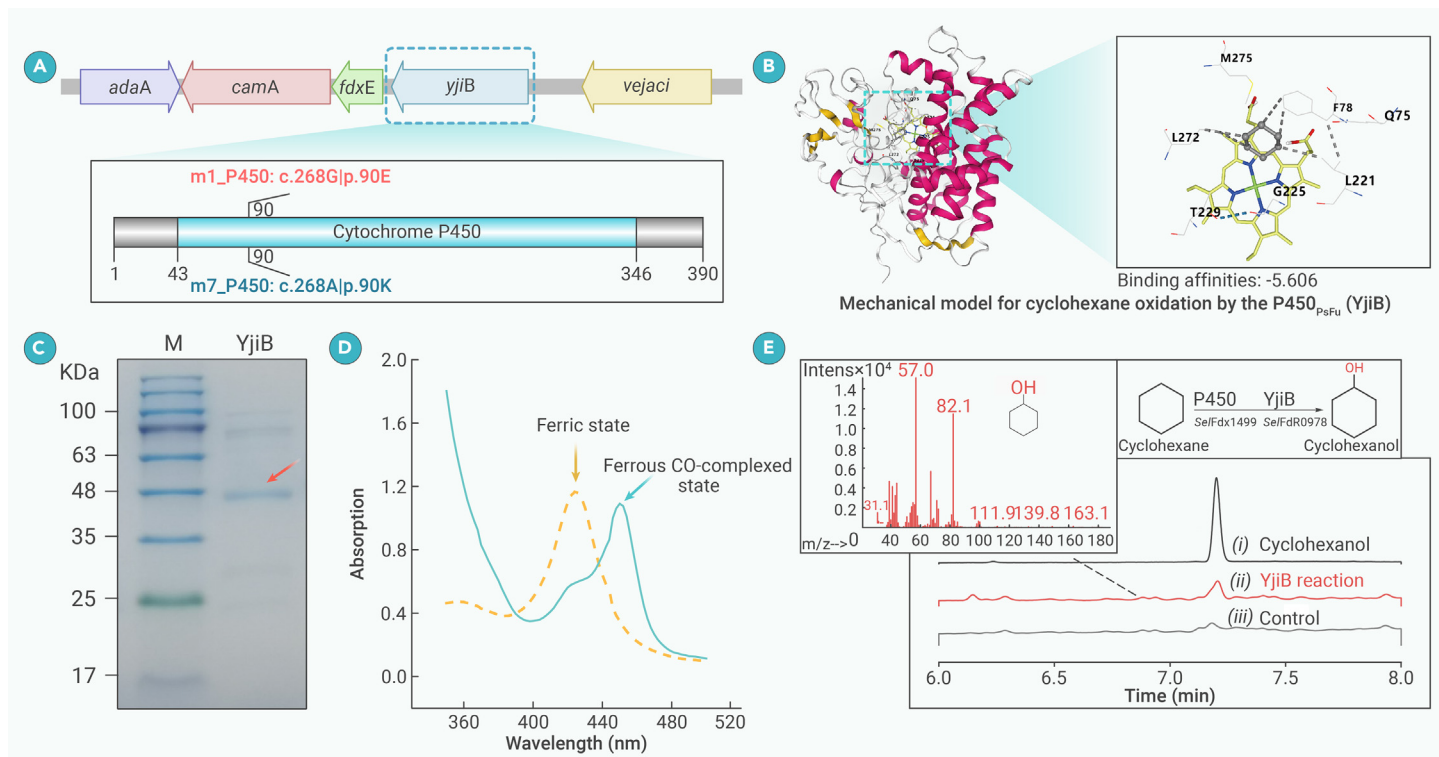 A
adaA
camA
fdxE
yjiB
vejaci
m1_P450: c.268G|p.90E
90
Cytochrome P450
90
1
43
346
390
m7_P450: c.268A|p.90K
B
M275
F78
Q75
L272
L221
G225
T229
Binding affinities: -5.606
Mechanical model for cyclohexane oxidation by the P450PsFu (YjiB)
C
M
YjiB
KDa
100
63
48
35
25
17
D
2.0
1.6
1.2
0.8
0.4
0.0
Absorption
Ferric state
Ferrous CO-complexed
state
360
400
440
480
520
Wavelength (nm)
E
Intens×10⁴
57.0
1.4
1.2
1.0
0.8
0.6
0.4
0.2
82.1
OH
31.1
111.9
139.8
163.1
m/z-->
0
40
60
80
100
120
140
160
180
OH
P450
YjiB
SelFdx1499
SelFdR0978
Cyclohexane
Cyclohexanol
(i) Cyclohexanol
(ii) YjiB reaction
(iii) Control
6.0
6.5
7.0
7.5
8.0
Time (min)